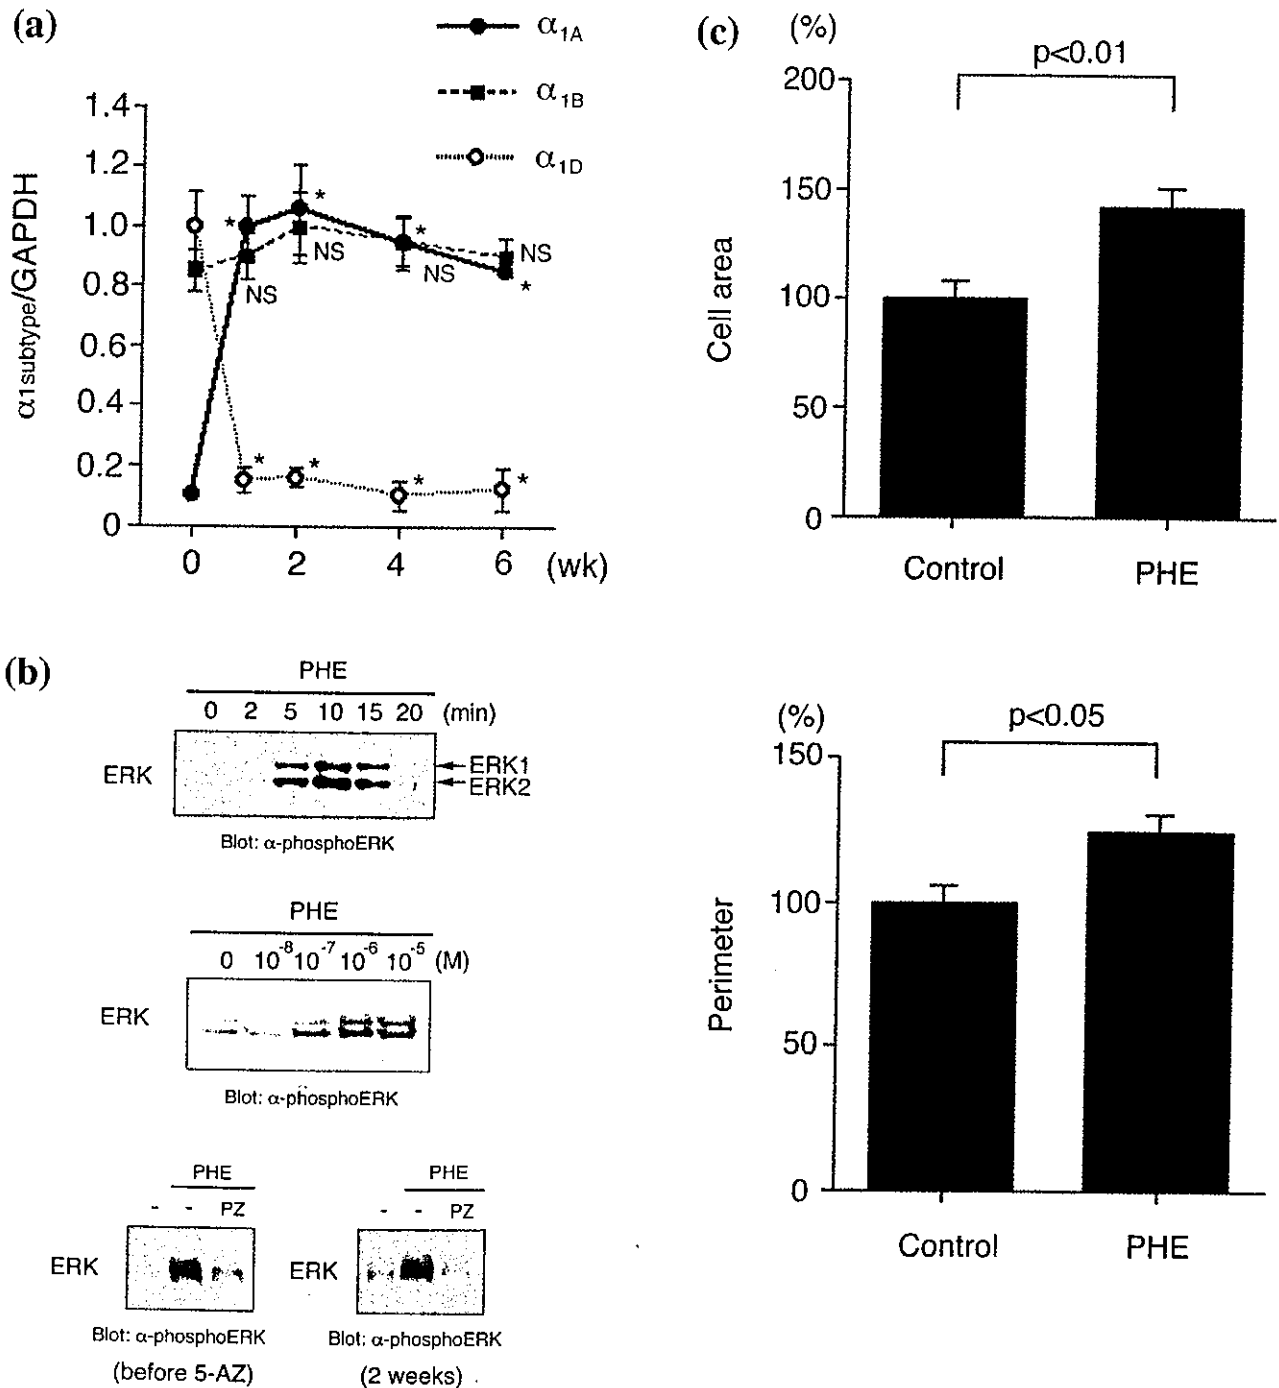 (a)
α1A
α1B
α1D
α1subtype/GAPDH
1.4
1.2
1.0
0.8
0.6
0.4
0.2
0
* * * *
NS NS NS NS
* * * *
0 2 4 6 (wk)
(b)
PHE
0 2 5 10 15 20 (min)
ERK
ERK1
ERK2
Blot: α-phosphoERK
PHE
0 10-8 10-7 10-6 10-5 (M)
ERK
Blot: α-phosphoERK
PHE
- - PZ
ERK
Blot: α-phosphoERK
(before 5-AZ)
PHE
- - PZ
ERK
Blot: α-phosphoERK
(2 weeks)
(c)
(%)
p<0.01
200
150
100
50
0
Cell area
Control PHE
(%)
p<0.05
150
100
50
0
Perimeter
Control PHE